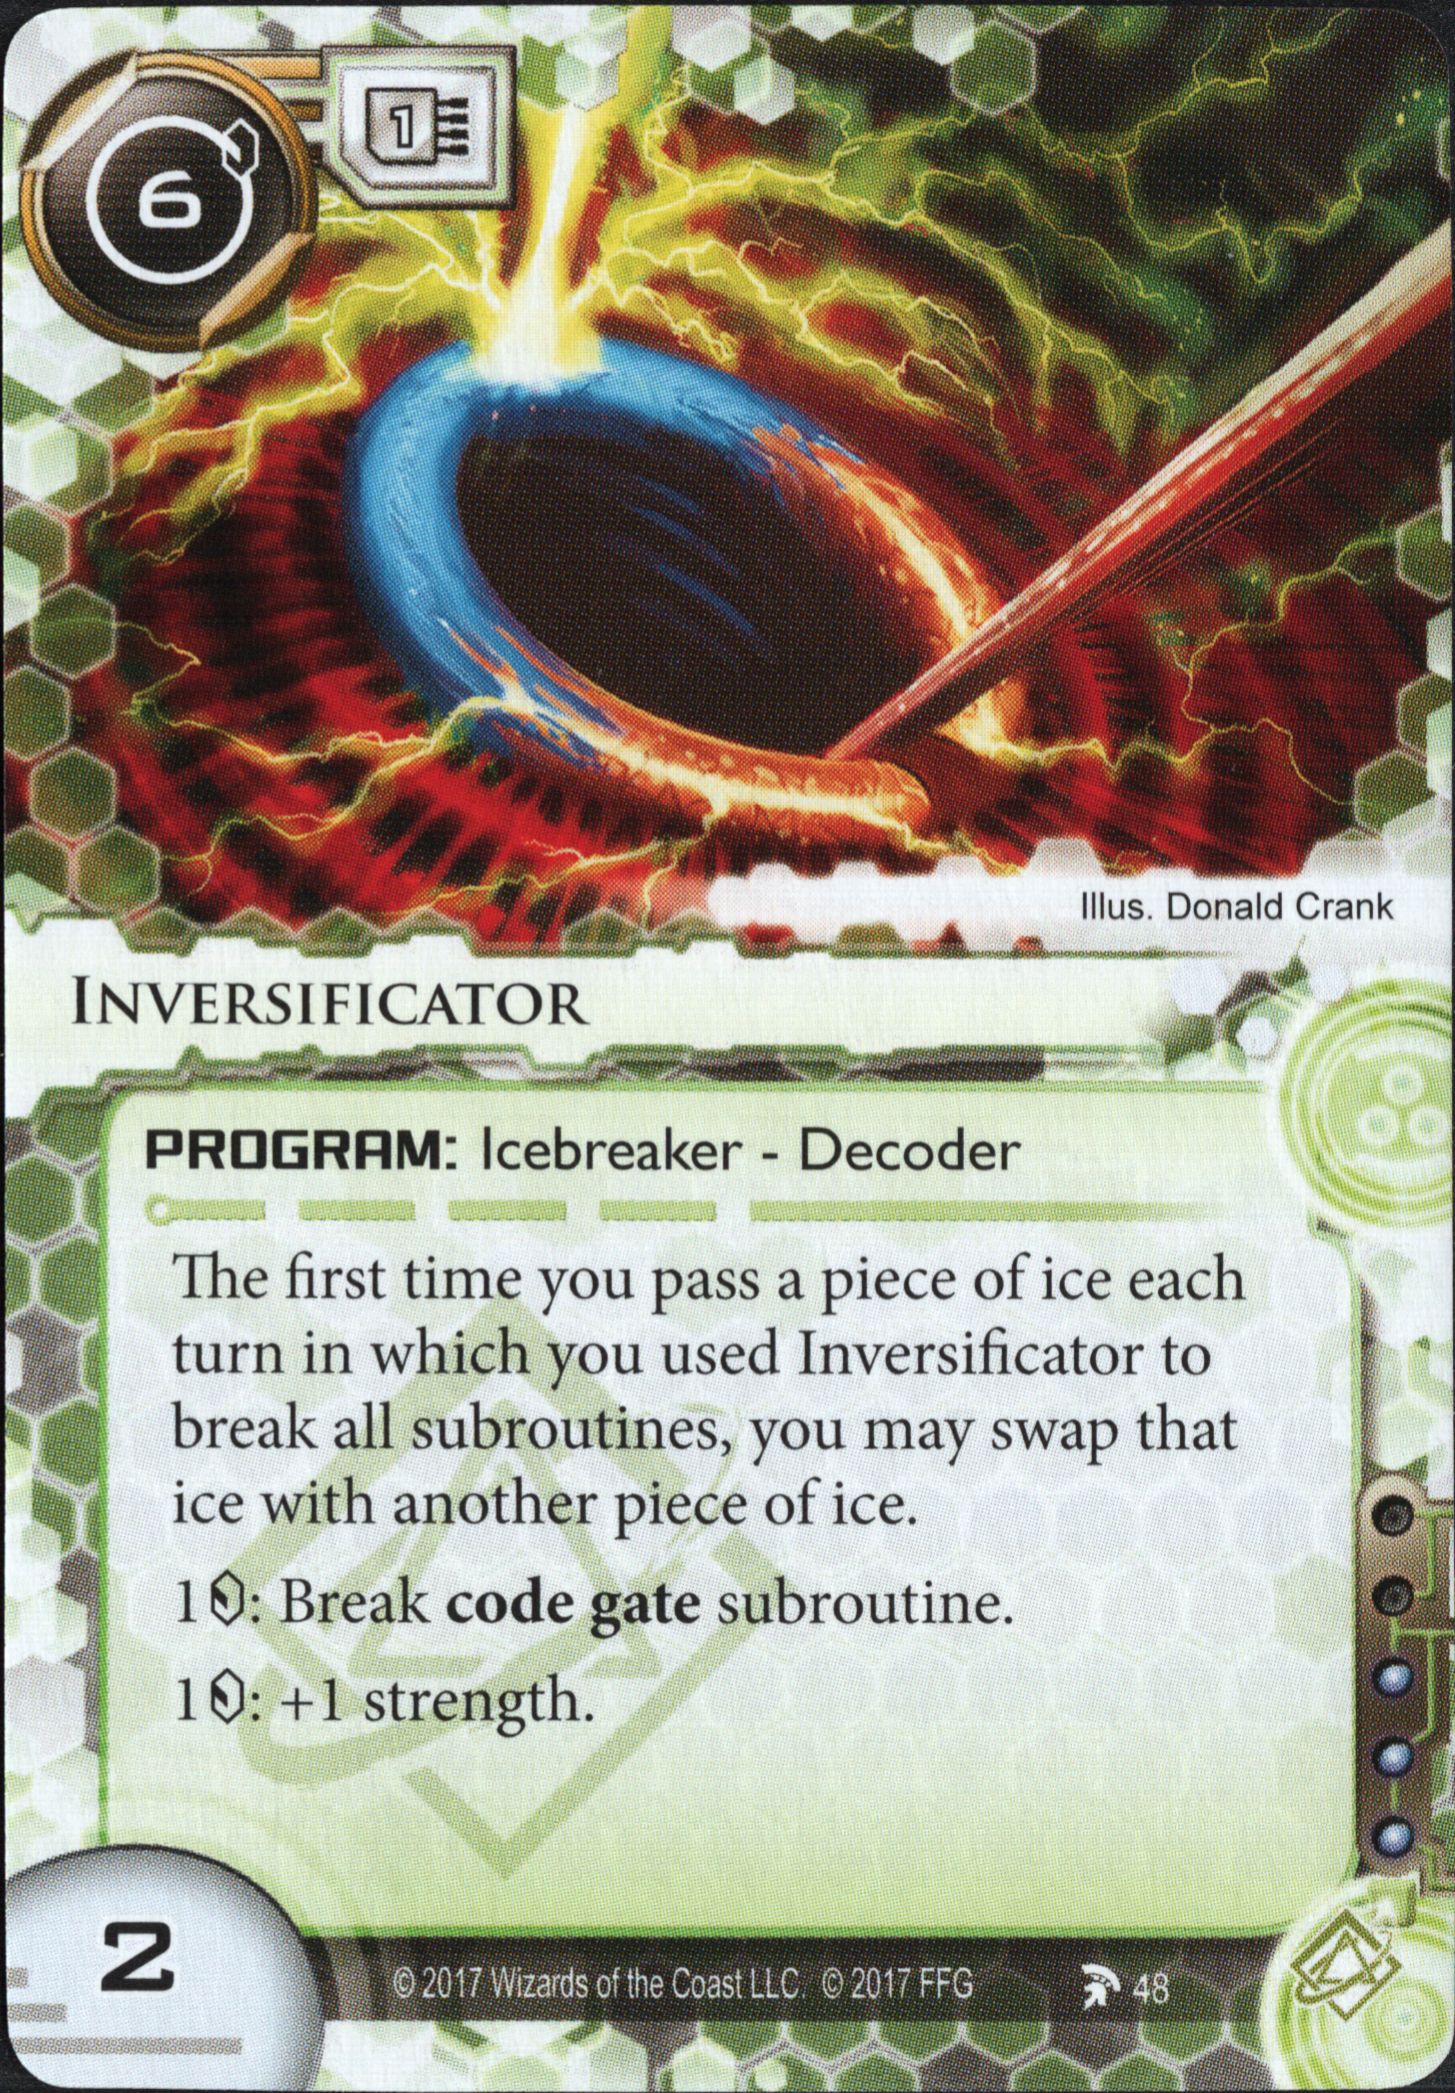 6
1
Illus. Donald Crank
INVERSIFICATOR
PROGRAM: Icebreaker - Decoder
The first time you pass a piece of ice each
turn in which you used Inversificator to
break all subroutines, you may swap that
ice with another piece of ice.
1: Break code gate subroutine.
1: +1 strength.
2
© 2017 Wizards of the Coast LLC. © 2017 FFG
48